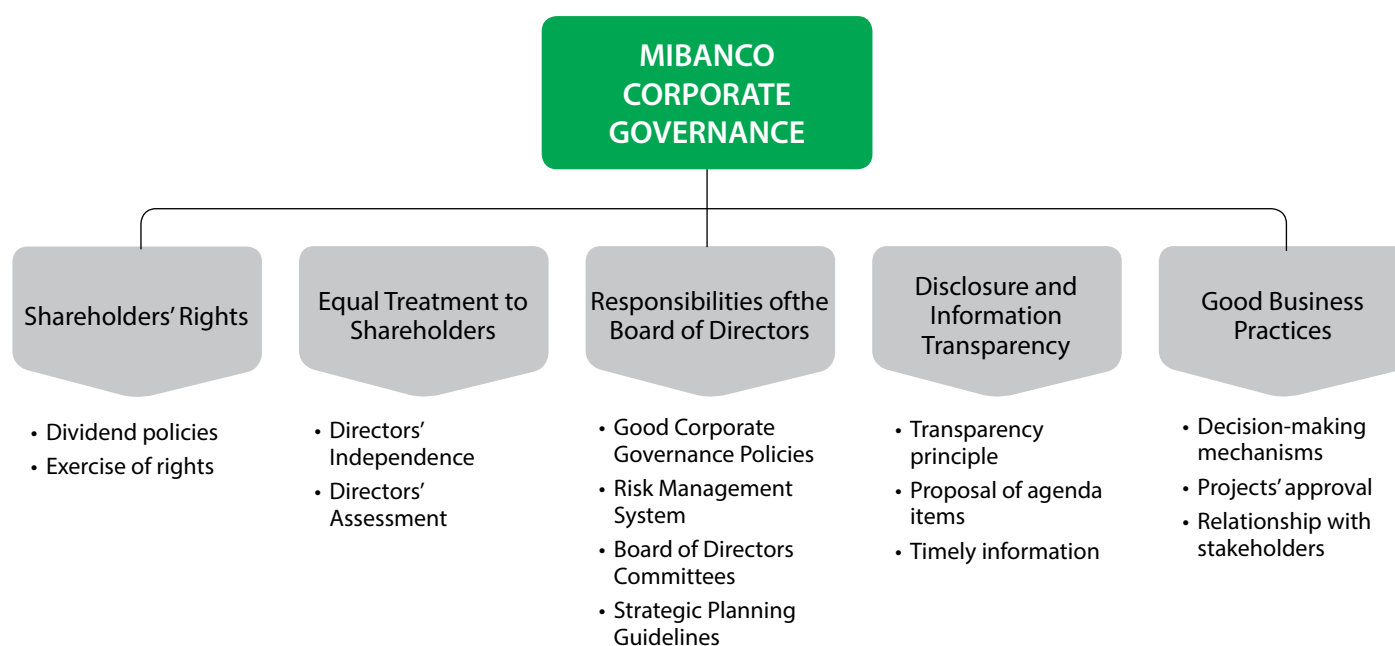 MIBANCO
CORPORATE
GOVERNANCE
Shareholders' Rights
• Dividend policies
• Exercise of rights
Equal Treatment to
Shareholders
• Directors'
Independence
• Directors'
Assessment
Responsibilities ofthe
Board of Directors
• Good Corporate
Governance Policies
• Risk Management
System
• Board of Directors
Committees
• Strategic Planning
Guidelines
Disclosure and
Information
Transparency
• Transparency
principle
• Proposal of agenda
items
• Timely information
Good Business
Practices
• Decision-making
mechanisms
• Projects' approval
• Relationship with
stakeholders